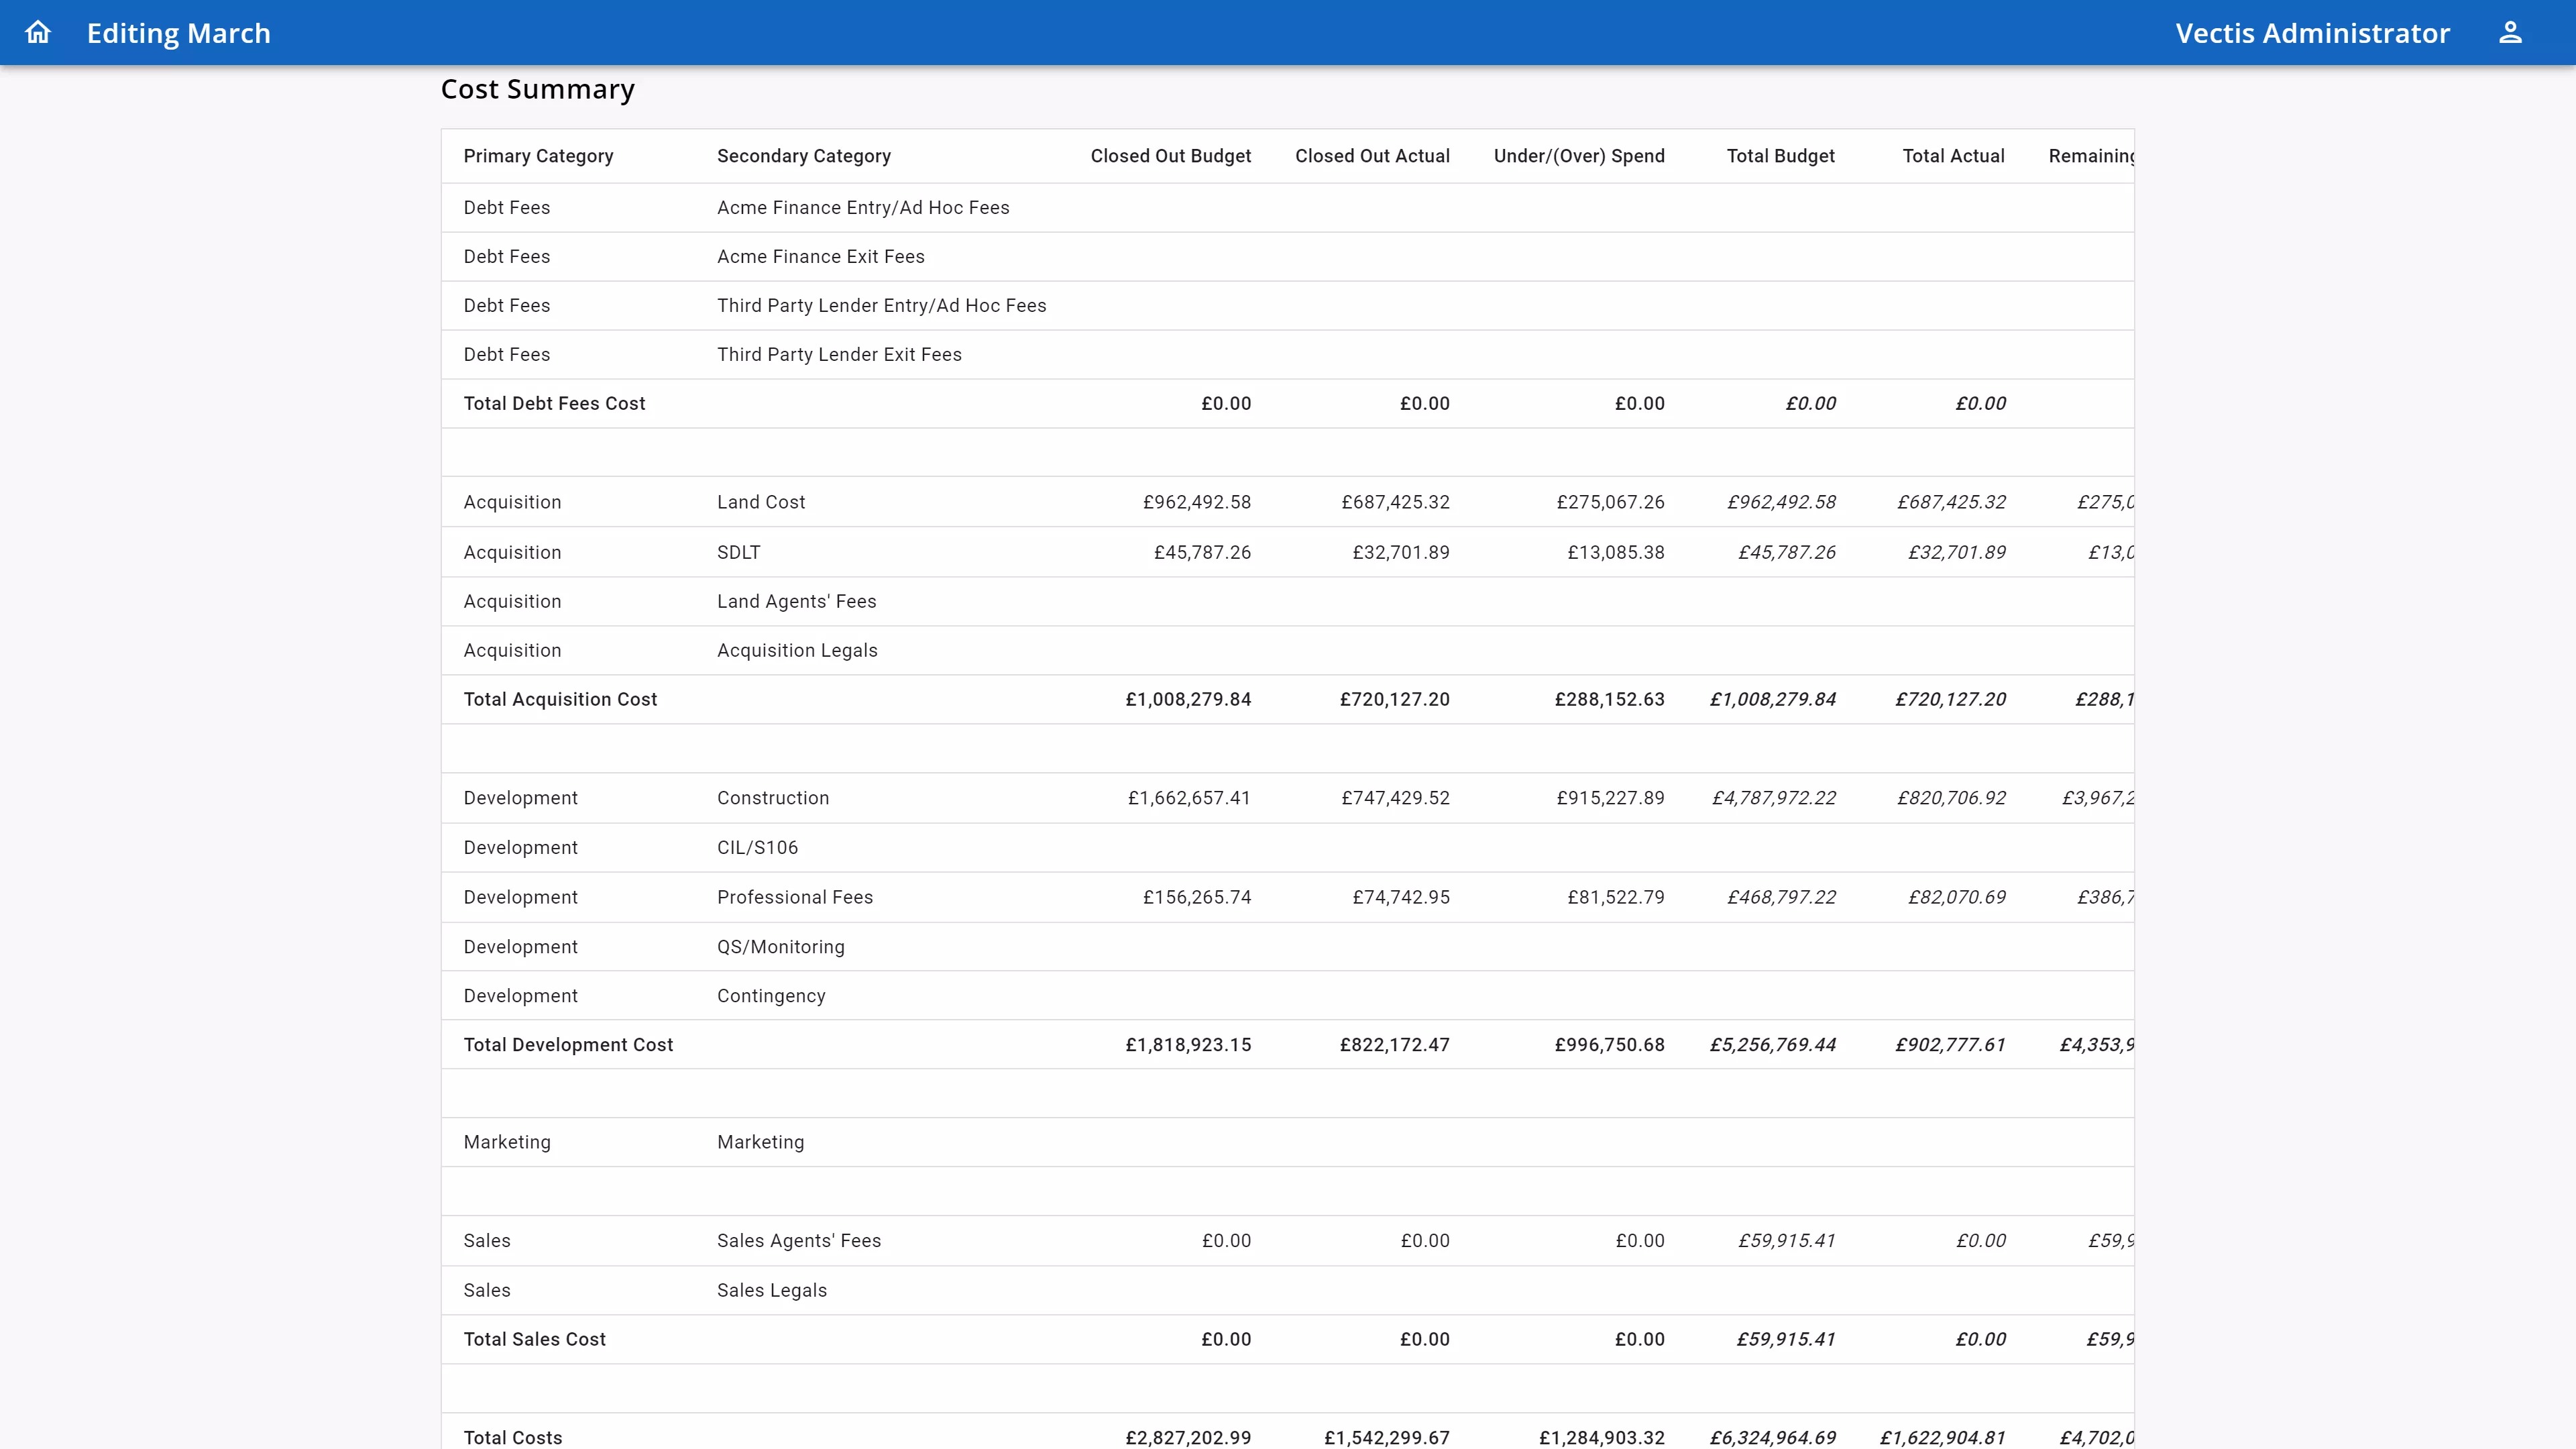 Editing March Vectis Administrator
Cost Summary
Primary Category Secondary Category Closed Out Budget Closed Out Actual Under/(Over) Spend Total Budget Total Actual Remaining
Debt Fees Acme Finance Entry/Ad Hoc Fees
Debt Fees Acme Finance Exit Fees
Debt Fees Third Party Lender Entry/Ad Hoc Fees
Debt Fees Third Party Lender Exit Fees
Total Debt Fees Cost £0.00 £0.00 £0.00 £0.00 £0.00
Acquisition Land Cost £962,492.58 £687,425.32 £275,067.26 £962,492.58 £687,425.32 £275,0
Acquisition SDLT £45,787.26 £32,701.89 £13,085.38 £45,787.26 £32,701.89 £13,0
Acquisition Land Agents' Fees
Acquisition Acquisition Legals
Total Acquisition Cost £1,008,279.84 £720,127.20 £288,152.63 £1,008,279.84 £720,127.20 £288,1
Development Construction £1,662,657.41 £747,429.52 £915,227.89 £4,787,972.22 £820,706.92 £3,967,2
Development CIL/S106
Development Professional Fees £156,265.74 £74,742.95 £81,522.79 £468,797.22 £82,070.69 £386,7
Development QS/Monitoring
Development Contingency
Total Development Cost £1,818,923.15 £822,172.47 £996,750.68 £5,256,769.44 £902,777.61 £4,353,9
Marketing Marketing
Sales Sales Agents' Fees £0.00 £0.00 £0.00 £59,915.41 £0.00 £59,9
Sales Sales Legals
Total Sales Cost £0.00 £0.00 £0.00 £59,915.41 £0.00 £59,9
Total Costs £2,827,202.99 £1,542,299.67 £1,284,903.32 £6,324,964.69 £1,622,904.81 £4,702,0